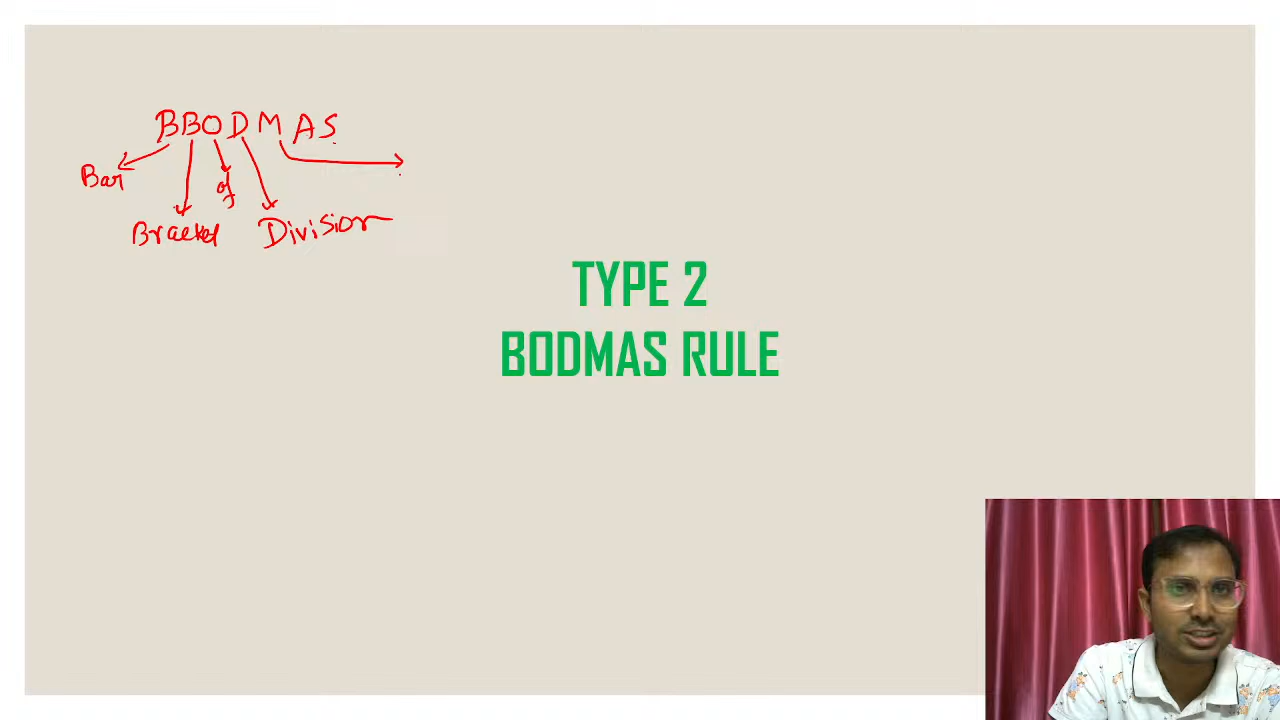 BBODMAS
Bar
of
Bracket
Division
TYPE 2
BODMAS RULE